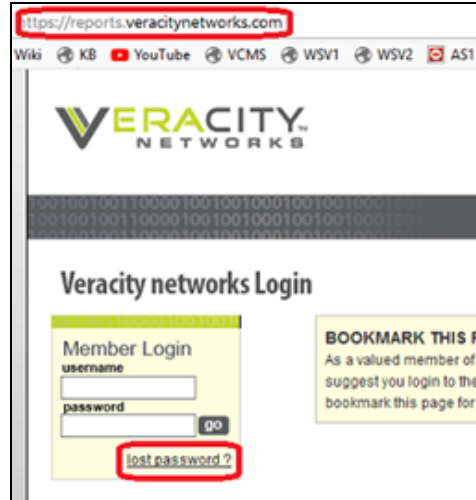 https://reports.veracitynetworks.com
Wiki KB YouTube VCMS WSV1 WSV2 AS1
VERACITY
NETWORKS
Veracity networks Login
Member Login
username
password
go
lost password ?
BOOKMARK THIS
As a valued member of
suggest you login to the
bookmark this page for